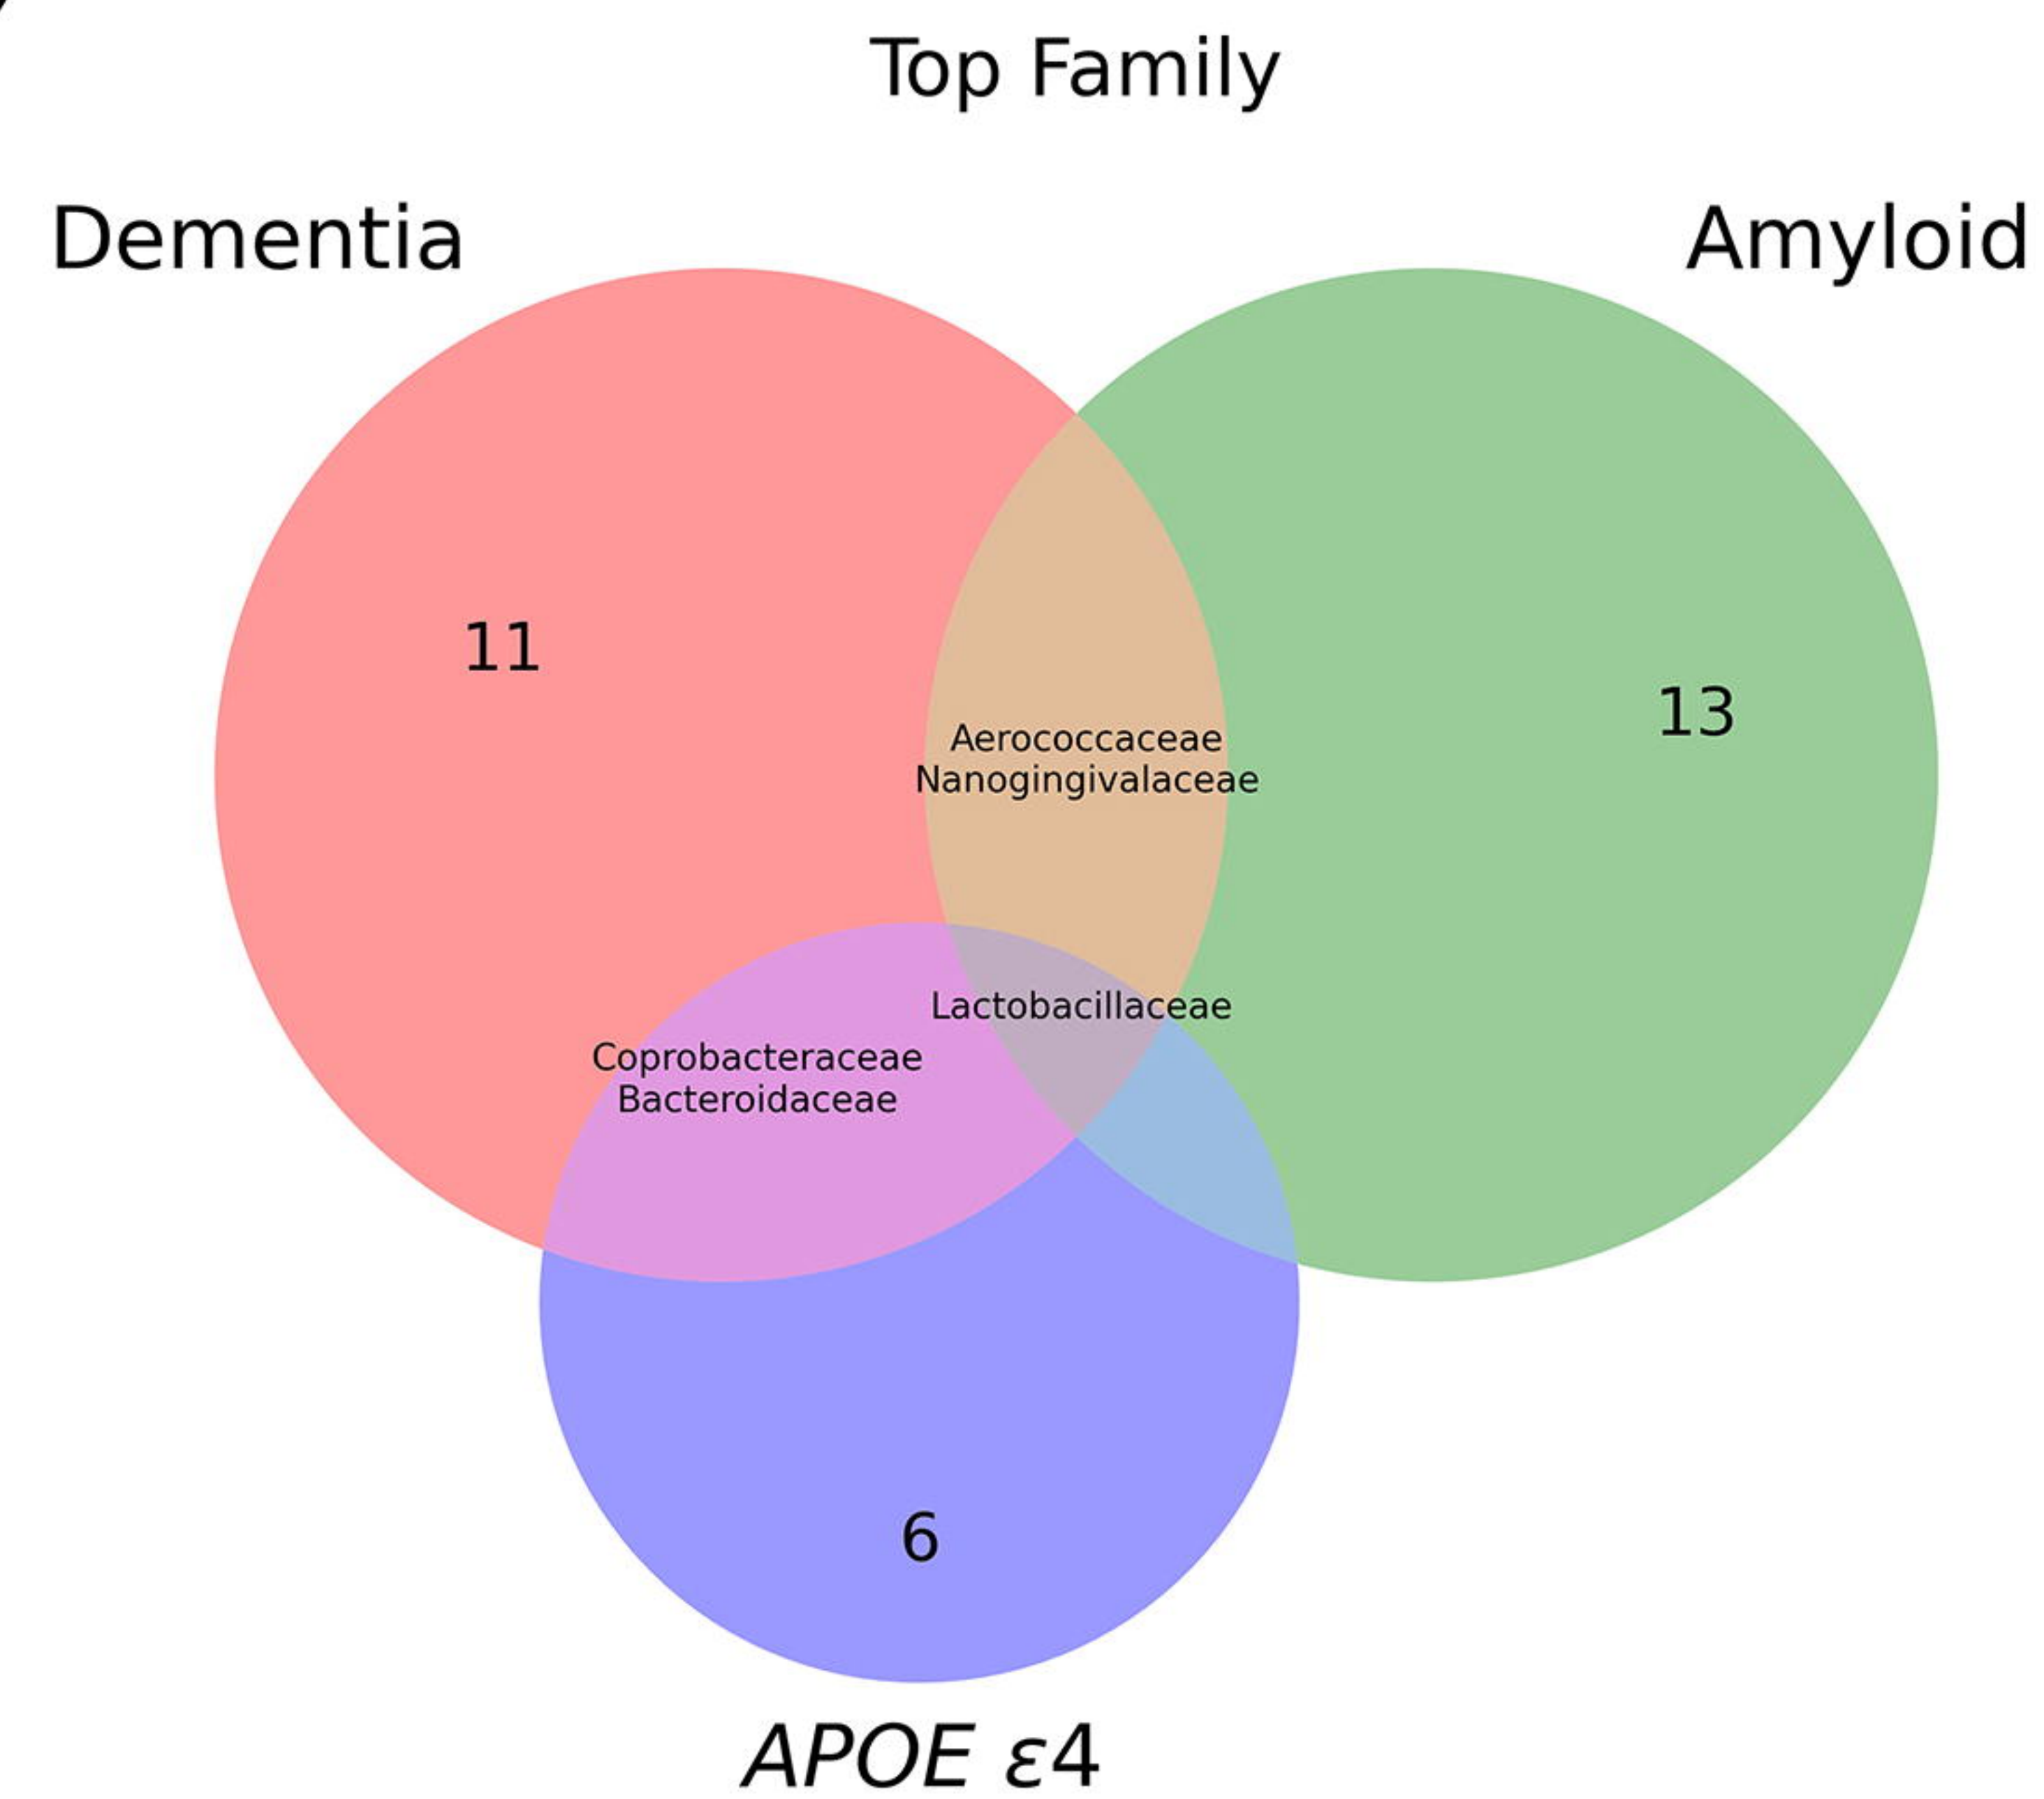 Top Family
Dementia
Amyloid
11
13
Aerococcaceae
Nanogingivalaceae
Lactobacillaceae
Coprobacteraceae
Bacteroidaceae
6
APOE ε4